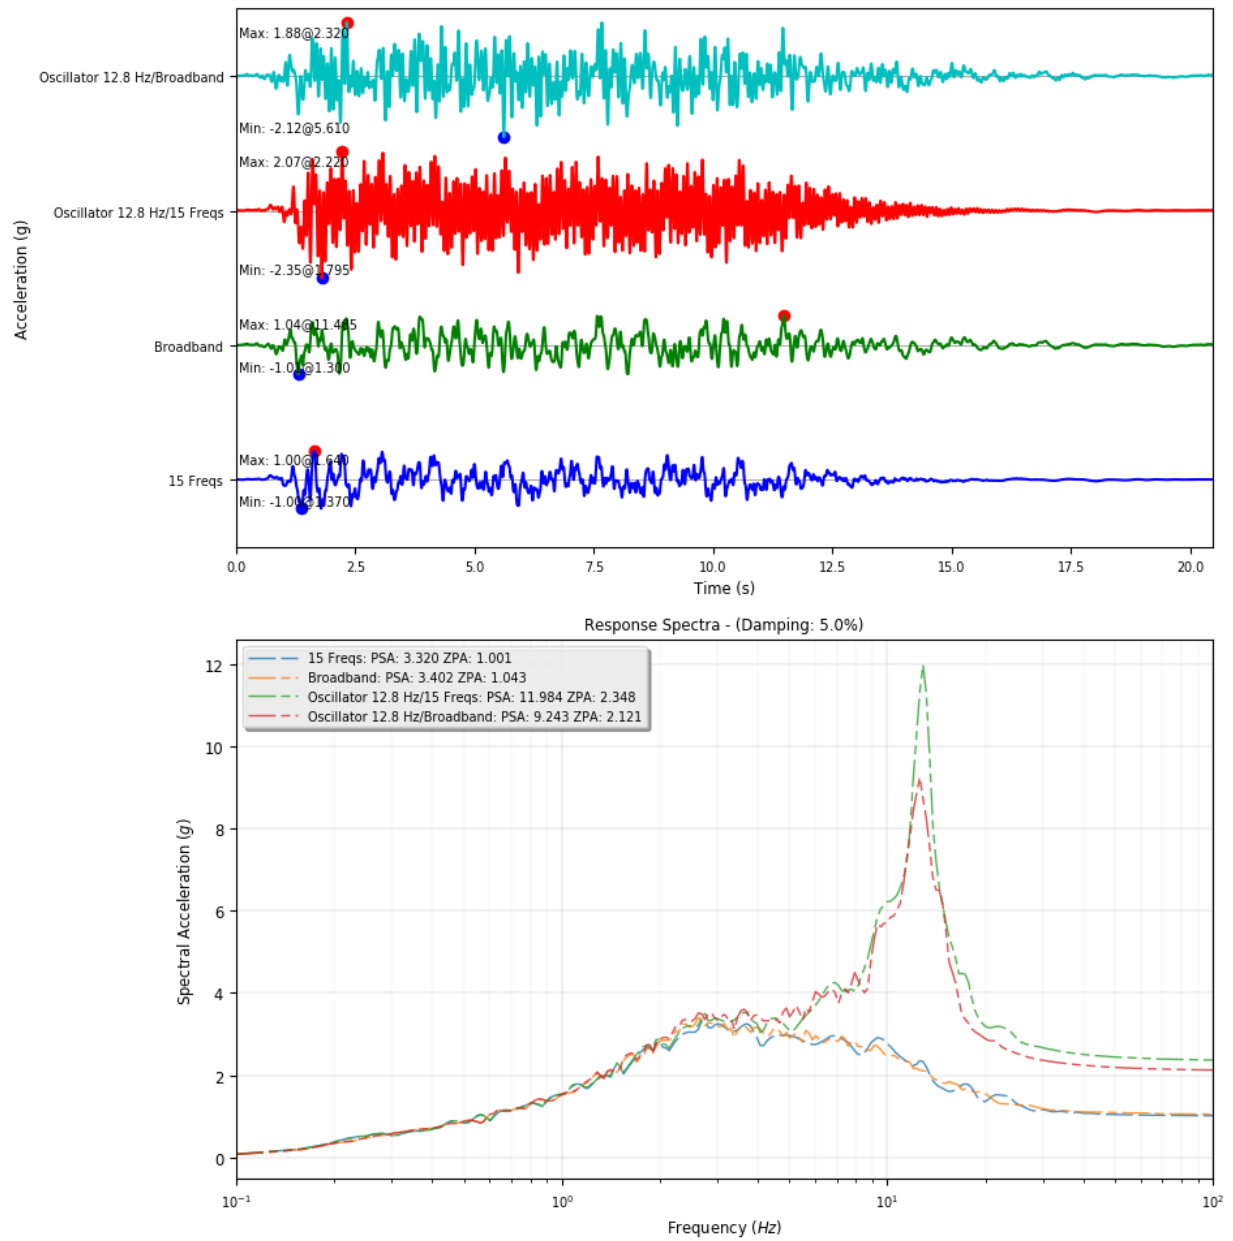 Max: 1.88@2.320
Oscillator 12.8 Hz/Broadband
Min: -2.12@5.610
Max: 2.07@2.220
Oscillator 12.8 Hz/15 Freqs
Min: -2.35@1.795
Max: 1.04@11.485
Broadband
Min: -1.01@1.300
Max: 1.00@1.640
15 Freqs
Min: -1.00@1.370
Acceleration (g)
0.0 2.5 5.0 7.5 10.0 12.5 15.0 17.5 20.0
Time (s)
Response Spectra - (Damping: 5.0%)
15 Freqs: PSA: 3.320 ZPA: 1.001
Broadband: PSA: 3.402 ZPA: 1.043
Oscillator 12.8 Hz/15 Freqs: PSA: 11.984 ZPA: 2.348
Oscillator 12.8 Hz/Broadband: PSA: 9.243 ZPA: 2.121
12
10
8
6
4
2
0
Spectral Acceleration (g)
10⁻¹ 10⁰ 10¹ 10²
Frequency (Hz)